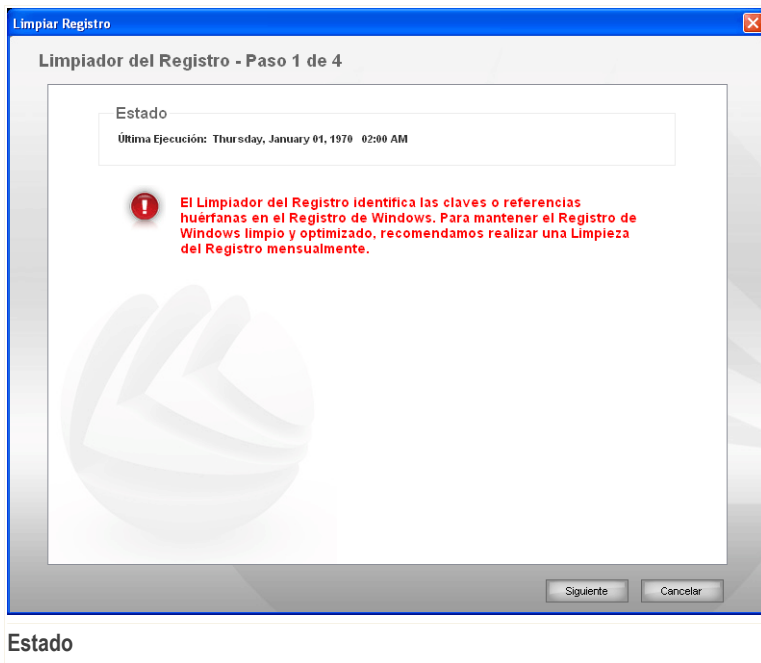 Limpiar Registro
Limpiador del Registro - Paso 1 de 4
Estado
Última Ejecución: Thursday, January 01, 1970 02:00 AM
El Limpiador del Registro identifica las claves o referencias
huérfanas en el Registro de Windows. Para mantener el Registro de
Windows limpio y optimizado, recomendamos realizar una Limpieza
del Registro mensualmente.
Siguiente Cancelar
Estado